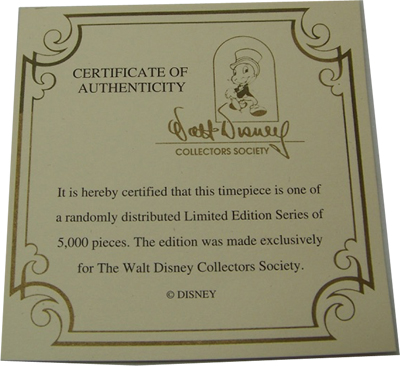 CERTIFICATE OF
AUTHENTICITY
Walt Disney
COLLECTORS SOCIETY
It is hereby certified that this timepiece is one of
a randomly distributed Limited Edition Series of
5,000 pieces. The edition was made exclusively
for The Walt Disney Collectors Society.
© DISNEY